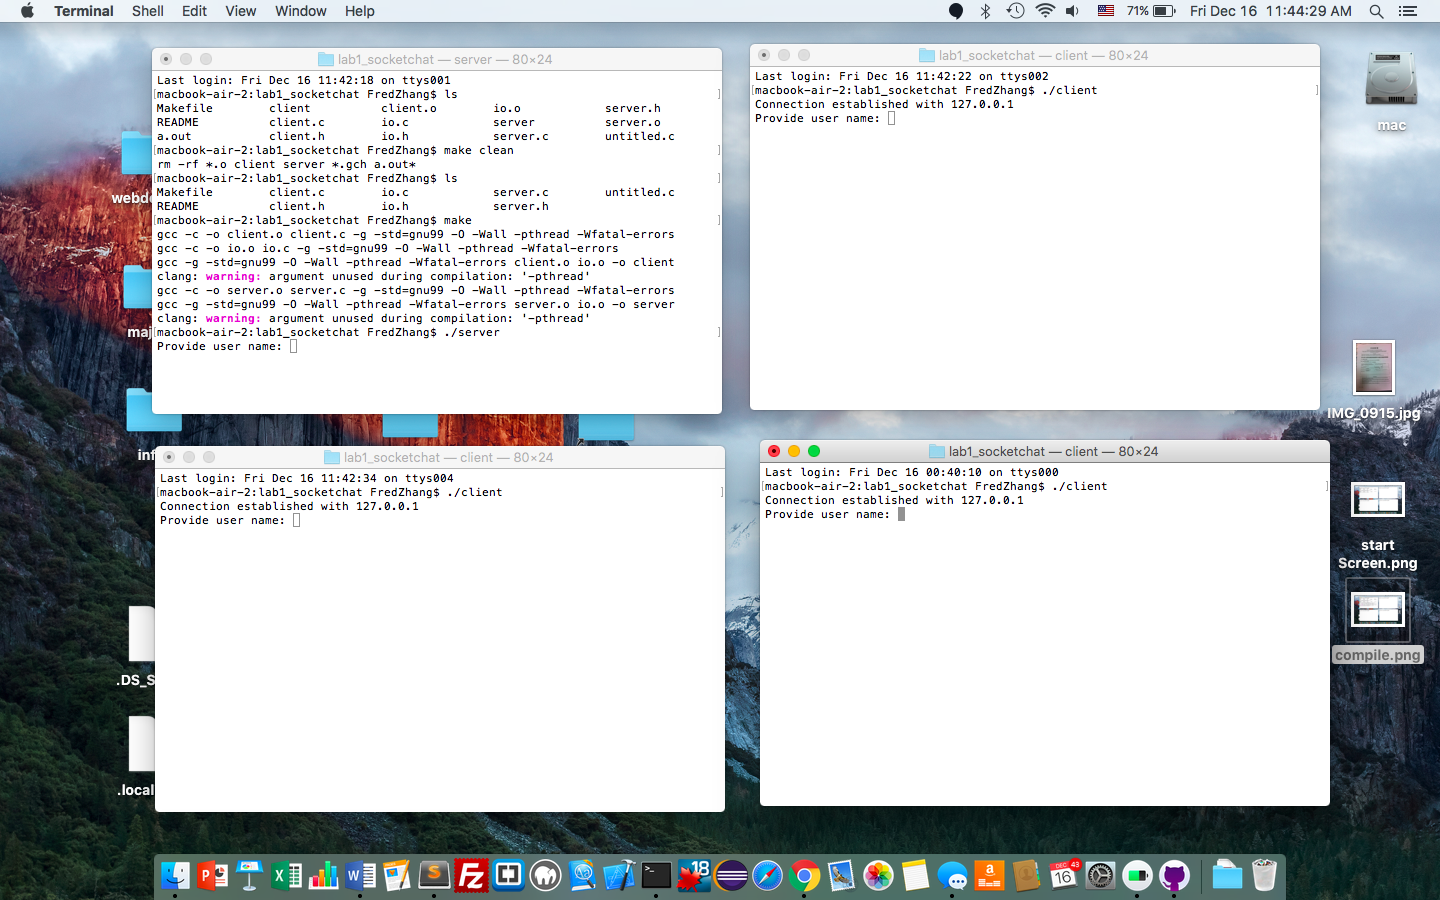 Terminal Shell Edit View Window Help 71% Fri Dec 16 11:44:29 AM
lab1_socketchat — server — 80×24
Last login: Fri Dec 16 11:42:18 on ttys001
[macbook-air-2:lab1_socketchat FredZhang$ ls ]
Makefile client client.o io.o server.h
README client.c io.c server server.o
a.out client.h io.h server.c untitled.c
[macbook-air-2:lab1_socketchat FredZhang$ make clean ]
rm -rf *.o client server *.gch a.out*
[macbook-air-2:lab1_socketchat FredZhang$ ls ]
Makefile client.c io.c server.c untitled.c
README client.h io.h server.h
[macbook-air-2:lab1_socketchat FredZhang$ make ]
gcc -c -o client.o client.c -g -std=gnu99 -O -Wall -pthread -Wfatal-errors
gcc -c -o io.o io.c -g -std=gnu99 -O -Wall -pthread -Wfatal-errors
gcc -g -std=gnu99 -O -Wall -pthread -Wfatal-errors client.o io.o -o client
clang: warning: argument unused during compilation: '-pthread'
gcc -c -o server.o server.c -g -std=gnu99 -O -Wall -pthread -Wfatal-errors
gcc -g -std=gnu99 -O -Wall -pthread -Wfatal-errors server.o io.o -o server
clang: warning: argument unused during compilation: '-pthread'
[macbook-air-2:lab1_socketchat FredZhang$ ./server ]
Provide user name:
lab1_socketchat — client — 80×24
Last login: Fri Dec 16 11:42:22 on ttys002
[macbook-air-2:lab1_socketchat FredZhang$ ./client ]
Connection established with 127.0.0.1
Provide user name:
lab1_socketchat — client — 80×24
Last login: Fri Dec 16 11:42:34 on ttys004
[macbook-air-2:lab1_socketchat FredZhang$ ./client ]
Connection established with 127.0.0.1
Provide user name:
lab1_socketchat — client — 80×24
Last login: Fri Dec 16 00:40:10 on ttys000
[macbook-air-2:lab1_socketchat FredZhang$ ./client ]
Connection established with 127.0.0.1
Provide user name:
webd
maj
inf
.DS_S
.local
mac
IMG_0915.jpg
start
Screen.png
compile.png
18
DEC 43
16